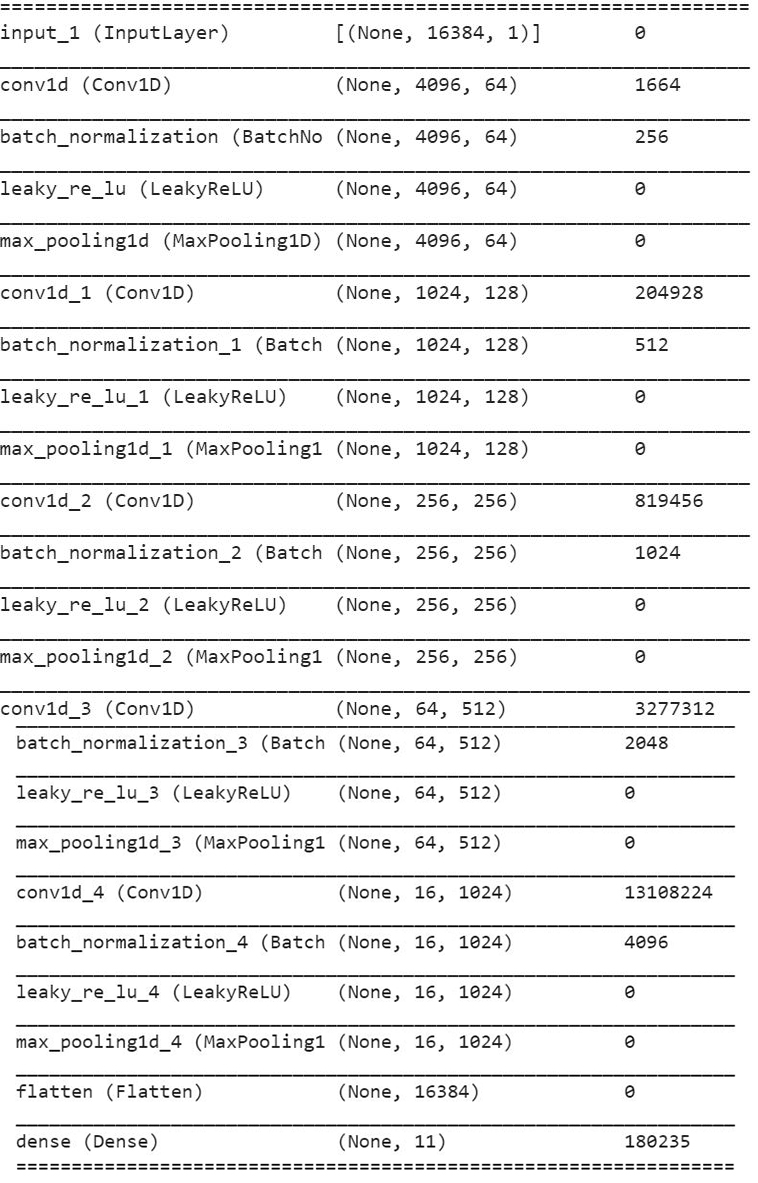 input_1 (InputLayer) [(None, 16384, 1)] 0
conv1d (Conv1D) (None, 4096, 64) 1664
batch_normalization (BatchNo (None, 4096, 64) 256
leaky_re_lu (LeakyReLU) (None, 4096, 64) 0
max_pooling1d (MaxPooling1D) (None, 4096, 64) 0
conv1d_1 (Conv1D) (None, 1024, 128) 204928
batch_normalization_1 (Batch (None, 1024, 128) 512
leaky_re_lu_1 (LeakyReLU) (None, 1024, 128) 0
max_pooling1d_1 (MaxPooling1 (None, 1024, 128) 0
conv1d_2 (Conv1D) (None, 256, 256) 819456
batch_normalization_2 (Batch (None, 256, 256) 1024
leaky_re_lu_2 (LeakyReLU) (None, 256, 256) 0
max_pooling1d_2 (MaxPooling1 (None, 256, 256) 0
conv1d_3 (Conv1D) (None, 64, 512) 3277312
batch_normalization_3 (Batch (None, 64, 512) 2048
leaky_re_lu_3 (LeakyReLU) (None, 64, 512) 0
max_pooling1d_3 (MaxPooling1 (None, 64, 512) 0
conv1d_4 (Conv1D) (None, 16, 1024) 13108224
batch_normalization_4 (Batch (None, 16, 1024) 4096
leaky_re_lu_4 (LeakyReLU) (None, 16, 1024) 0
max_pooling1d_4 (MaxPooling1 (None, 16, 1024) 0
flatten (Flatten) (None, 16384) 0
dense (Dense) (None, 11) 180235